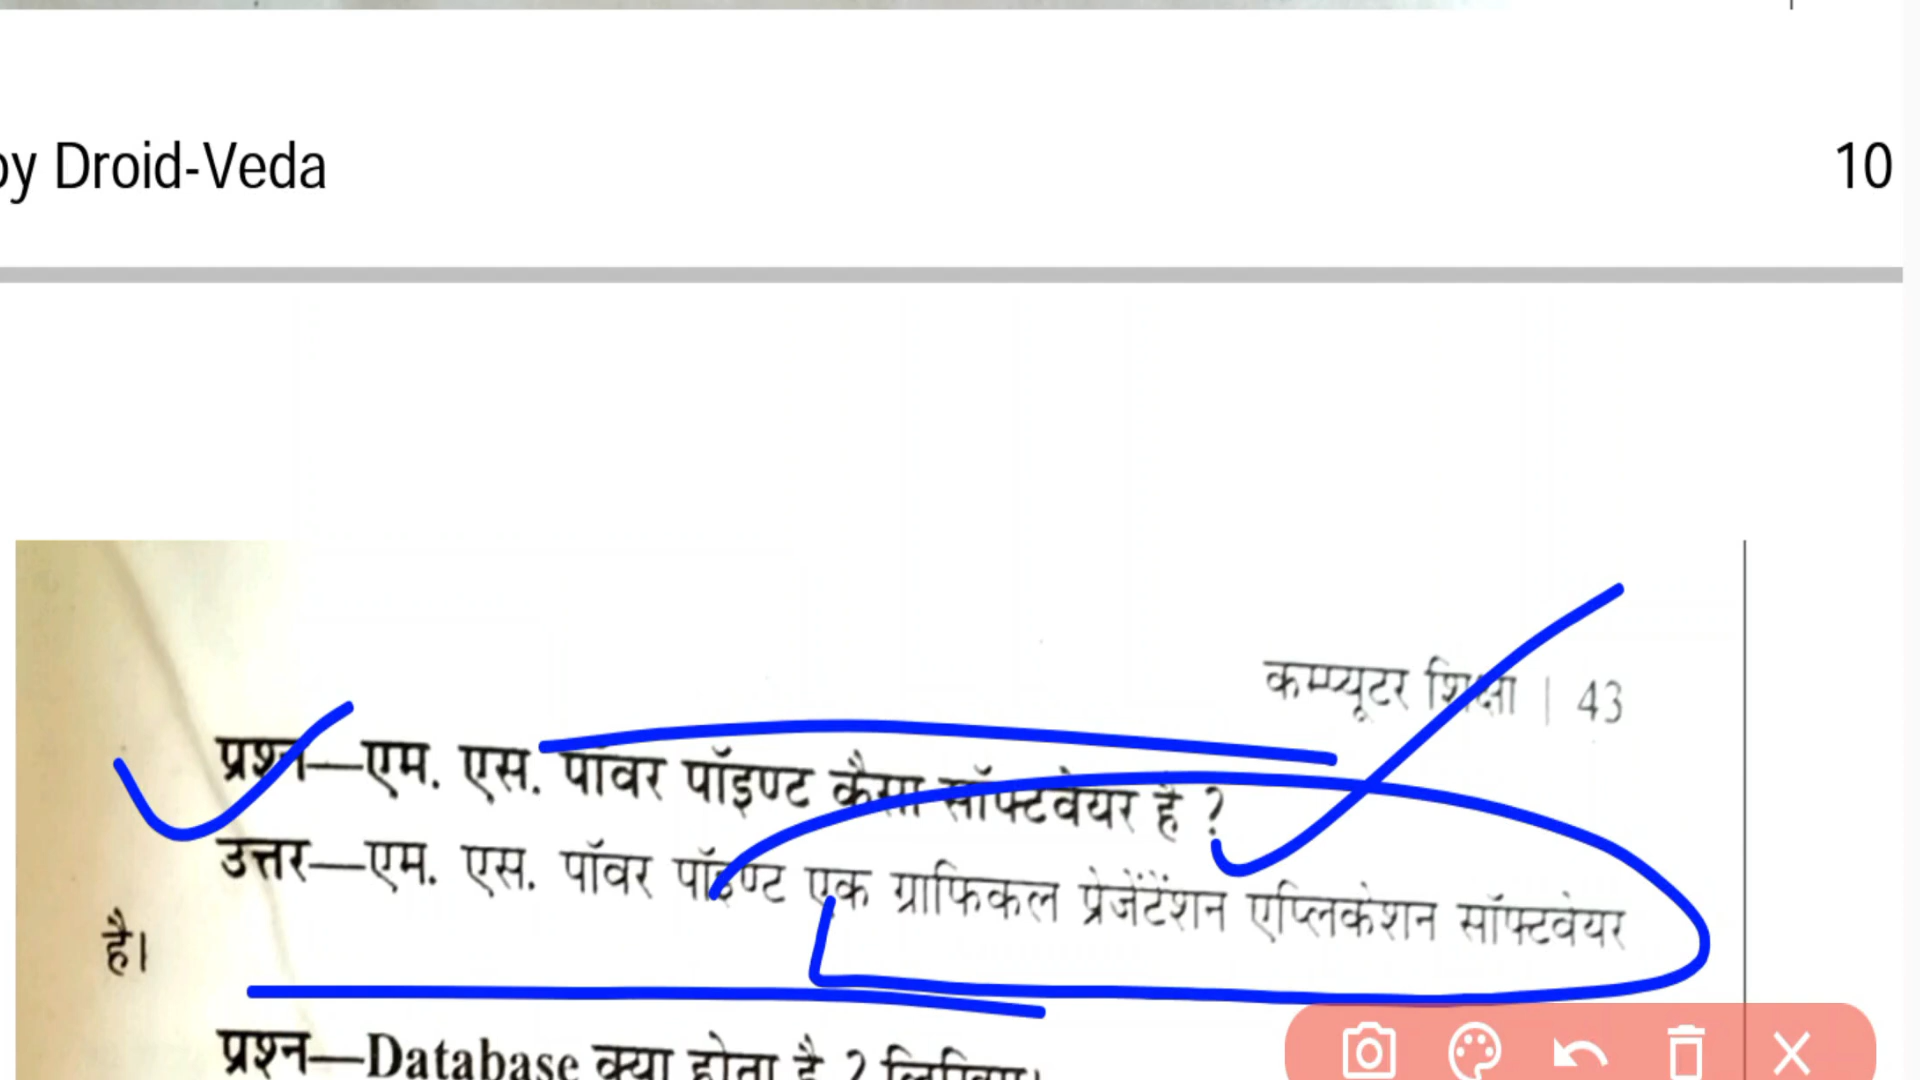 by Droid-Veda
10
कम्प्यूटर शिक्षा | 43
प्रश्न—एम. एस. पॉवर पॉइण्ट कैसा सॉफ्टवेयर है ?
उत्तर—एम. एस. पॉवर पॉइण्ट एक ग्राफिकल प्रेजेंटेंशन एप्लिकेशन सॉफ्टवेयर
है।
प्रश्न—Database क्या होता है ? लिखिए।